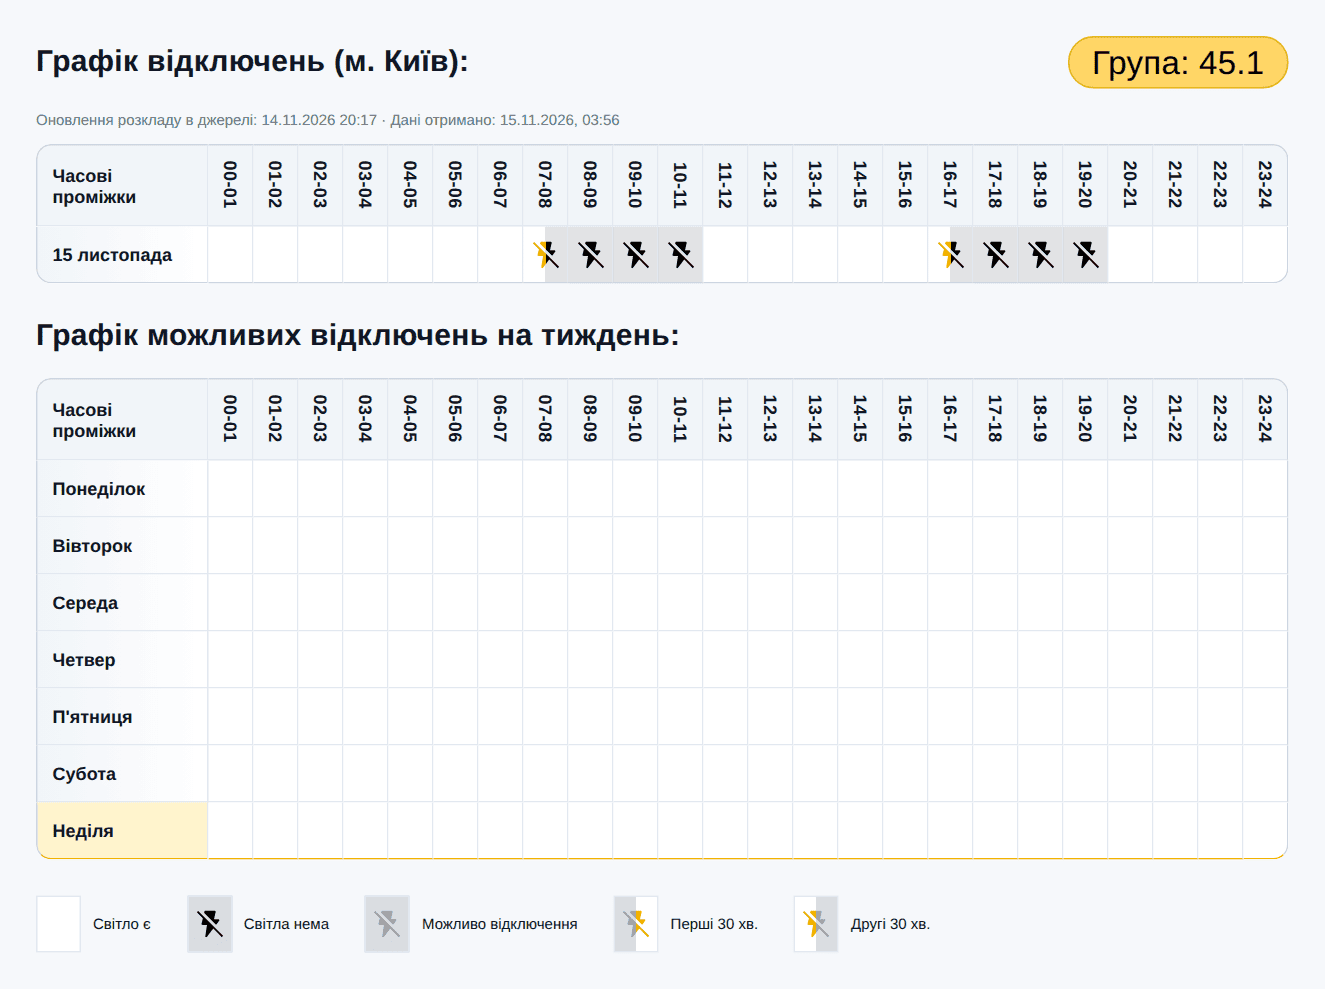 Графік відключень (м. Київ):
Група: 45.1
Оновлення розкладу в джерелі: 14.11.2026 20:17 · Дані отримано: 15.11.2026, 03:56
Часові проміжки 00-01 01-02 02-03 03-04 04-05 05-06 06-07 07-08 08-09 09-10 10-11 11-12 12-13 13-14 14-15 15-16 16-17 17-18 18-19 19-20 20-21 21-22 22-23 23-24
15 листопада
Графік можливих відключень на тиждень:
Часові проміжки 00-01 01-02 02-03 03-04 04-05 05-06 06-07 07-08 08-09 09-10 10-11 11-12 12-13 13-14 14-15 15-16 16-17 17-18 18-19 19-20 20-21 21-22 22-23 23-24
Понеділок
Вівторок
Середа
Четвер
П'ятниця
Субота
Неділя
Світло є Світла нема Можливо відключення Перші 30 хв. Другі 30 хв.